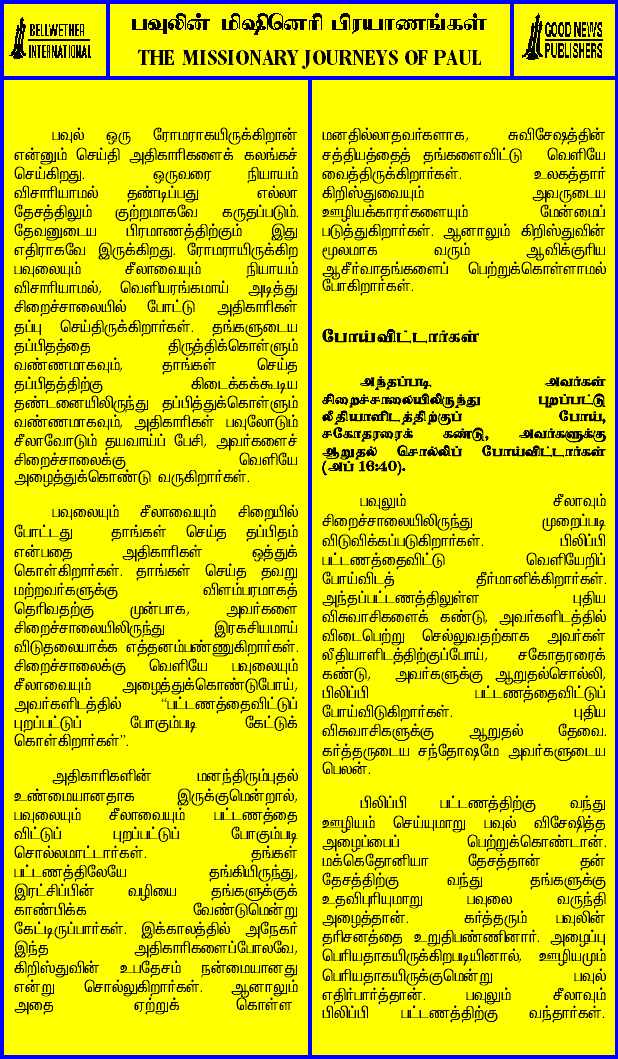 BELLWETHER
INTERNATIONAL
பவுலின் மிஷினெரி பிரயாணங்கள்
THE MISSIONARY JOURNEYS OF PAUL
GOOD NEWS
PUBLISHERS
பவுல் ஒரு ரோமராகயிருக்கிறான்
என்னும் செய்தி அதிகாரிகளைக் கலங்கச்
செய்கிறது. ஒருவரை நியாயம்
விசாரியாமல் தண்டிப்பது எல்லா
தேசத்திலும் குற்றமாகவே கருதப்படும்.
தேவனுடைய பிரமாணத்திற்கும் இது
எதிராகவே இருக்கிறது. ரோமராயிருக்கிற
பவுலையும் சீலாவையும் நியாயம்
விசாரியாமல், வெளியரங்கமாய் அடித்து
சிறைச்சாலையில் போட்டு அதிகாரிகள்
தப்பு செய்திருக்கிறார்கள். தங்களுடைய
தப்பிதத்தை திருத்திக்கொள்ளும்
வண்ணமாகவும், தாங்கள் செய்த
தப்பிதத்திற்கு கிடைக்கக்கூடிய
தண்டனையிலிருந்து தப்பித்துக்கொள்ளும்
வண்ணமாகவும், அதிகாரிகள் பவுலோடும்
சீலாவோடும் தயவாய்ப் பேசி, அவர்களைச்
சிறைச்சாலைக்கு வெளியே
அழைத்துக்கொண்டு வருகிறார்கள்.
பவுலையும் சீலாவையும் சிறையில்
போட்டது தாங்கள் செய்த தப்பிதம்
என்பதை அதிகாரிகள் ஒத்துக்
கொள்கிறார்கள். தாங்கள் செய்த தவறு
மற்றவர்களுக்கு விளம்பரமாகத்
தெரிவதற்கு முன்பாக, அவர்களை
சிறைச்சாலையிலிருந்து இரகசியமாய்
விடுதலையாக்க எத்தனம்பண்ணுகிறார்கள்.
சிறைச்சாலைக்கு வெளியே பவுலையும்
சீலாவையும் அழைத்துக்கொண்டுபோய்,
அவர்களிடத்தில் “பட்டணத்தைவிட்டுப்
புறப்பட்டுப் போகும்படி கேட்டுக்
கொள்கிறார்கள்”.
அதிகாரிகளின் மனந்திரும்புதல்
உண்மையானதாக இருக்குமென்றால்,
பவுலையும் சீலாவையும் பட்டணத்தை
விட்டுப் புறப்பட்டுப் போகும்படி
சொல்லமாட்டார்கள். தங்கள்
பட்டணத்திலேயே தங்கியிருந்து,
இரட்சிப்பின் வழியை தங்களுக்குக்
காண்பிக்க வேண்டுமென்று
கேட்டிருப்பார்கள். இக்காலத்தில் அநேகர்
இந்த அதிகாரிகளைப்போலவே,
கிறிஸ்துவின் உபதேசம் நன்மையானது
என்று சொல்லுகிறார்கள். ஆனாலும்
அதை ஏற்றுக் கொள்ள
மனதில்லாதவர்களாக, சுவிசேஷத்தின்
சத்தியத்தைத் தங்களைவிட்டு வெளியே
வைத்திருக்கிறார்கள். உலகத்தார்
கிறிஸ்துவையும் அவருடைய
ஊழியக்காரர்களையும் மேன்மைப்
படுத்துகிறார்கள். ஆனாலும் கிறிஸ்துவின்
மூலமாக வரும் ஆவிக்குரிய
ஆசீர்வாதங்களைப் பெற்றுக்கொள்ளாமல்
போகிறார்கள்.
போய்விட்டார்கள்
அந்தப்படி அவர்கள்
சிறைச்சாலையிலிருந்து புறப்பட்டு
லீதியாளிடத்திற்குப் போய்,
சகோதரரைக் கண்டு, அவர்களுக்கு
ஆறுதல் சொல்லிப் போய்விட்டார்கள்
(அப் 16:40).
பவுலும் சீலாவும்
சிறைச்சாலையிலிருந்து முறைப்படி
விடுவிக்கப்படுகிறார்கள். பிலிப்பி
பட்டணத்தைவிட்டு வெளியேறிப்
போய்விடத் தீர்மானிக்கிறார்கள்.
அந்தப்பட்டணத்திலுள்ள புதிய
விசுவாசிகளைக் கண்டு, அவர்களிடத்தில்
விடைபெற்று செல்லுவதற்காக அவர்கள்
லீதியாளிடத்திற்குப்போய், சகோதரரைக்
கண்டு, அவர்களுக்கு ஆறுதல்சொல்லி,
பிலிப்பி பட்டணத்தைவிட்டுப்
போய்விடுகிறார்கள். புதிய
விசுவாசிகளுக்கு ஆறுதல் தேவை.
கர்த்தருடைய சந்தோஷமே அவர்களுடைய
பெலன்.
பிலிப்பி பட்டணத்திற்கு வந்து
ஊழியம் செய்யுமாறு பவுல் விசேஷித்த
அழைப்பைப் பெற்றுக்கொண்டான்.
மக்கெதோனியா தேசத்தான் தன்
தேசத்திற்கு வந்து தங்களுக்கு
உதவிபுரியுமாறு பவுலை வருந்தி
அழைத்தான். கர்த்தரும் பவுலின்
தரிசனத்தை உறுதிபண்ணினார். அழைப்பு
பெரியதாகயிருக்கிறபடியினால், ஊழியமும்
பெரியதாகயிருக்குமென்று பவுல்
எதிர்பார்த்தான். பவுலும் சீலாவும்
பிலிப்பி பட்டணத்திற்கு வந்தார்கள்.